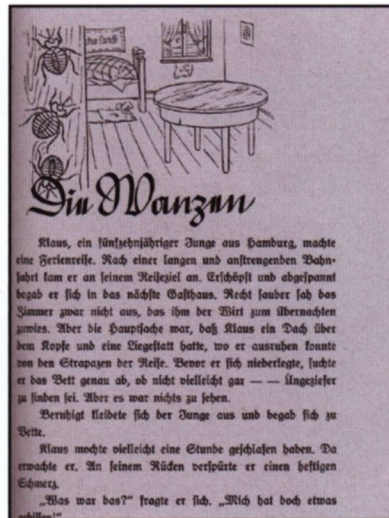 Die Wanzen
Klaus, ein fünfzehnjähriger Junge aus Hamburg, machte
eine Ferienreise. Nach einer langen und anstrengenden Bahn-
fahrt kam er an seinem Reiseziel an. Erschöpft und abgespannt
begab er sich in das nächste Gasthaus. Recht sauber sah das
Zimmer zwar nicht aus, das ihm der Wirt zum Übernachten
zuwies. Aber die Hauptsache war, daß Klaus ein Dach über
dem Kopfe und eine Liegestatt hatte, wo er ausruhen konnte
von den Strapazen der Reise. Bevor er sich niederlegte, suchte
er das Bett genau ab, ob nicht vielleicht gar — — Ungeziefer
zu finden sei. Aber es war nichts zu sehen.
Beruhigt kleidete sich der Junge aus und begab sich zu
Bette.
Klaus mochte vielleicht eine Stunde geschlafen haben. Da
erwachte er. An seinem Rücken verspürte er einen heftigen
Schmerz.
„Was war das?“ fragte er sich. „Mich hat doch etwas
gebissen!“